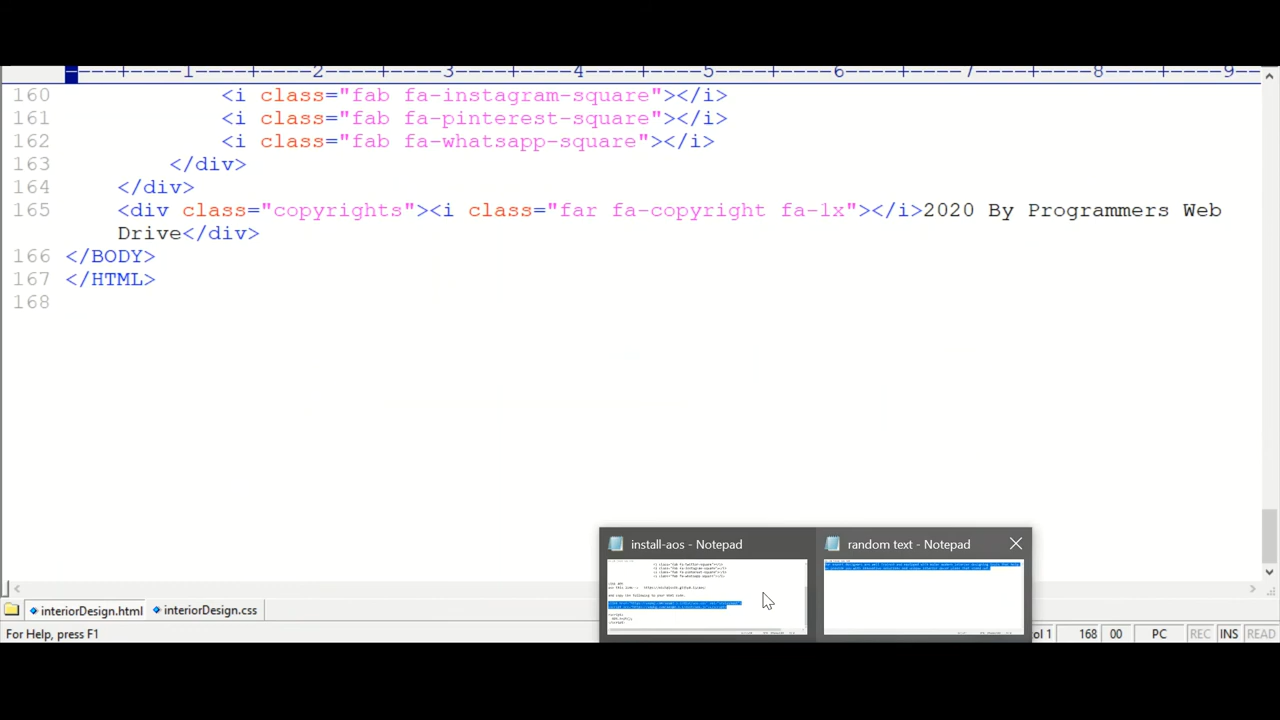 ----+----1----+----2----+----3----+----4----+----5----+----6----+----7----+----8----+----9--
160 <i class="fab fa-instagram-square"></i>
161 <i class="fab fa-pinterest-square"></i>
162 <i class="fab fa-whatsapp-square"></i>
163 </div>
164 </div>
165 <div class="copyrights"><i class="far fa-copyright fa-1x"></i>2020 By Programmers Web
Drive</div>
166 </BODY>
167 </HTML>
168
install-aos - Notepad random text - Notepad
interiorDesign.html interiorDesign.css
For Help, press F1 ol 1 168 00 PC REC INS READ